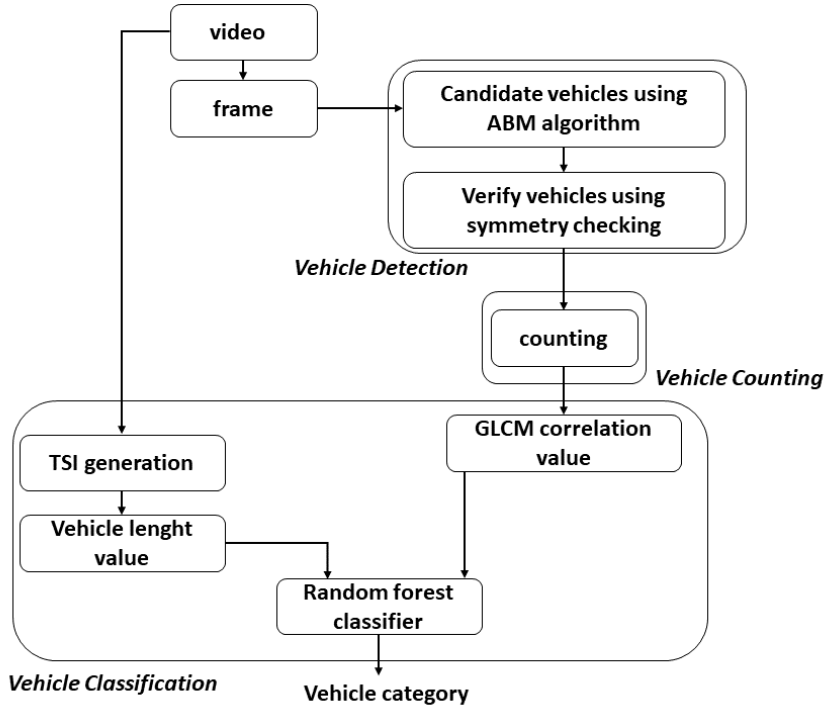 video
frame
Candidate vehicles using
ABM algorithm
Verify vehicles using
symmetry checking
Vehicle Detection
counting
Vehicle Counting
GLCM correlation
value
TSI generation
Vehicle lenght
value
Random forest
classifier
Vehicle Classification
Vehicle category